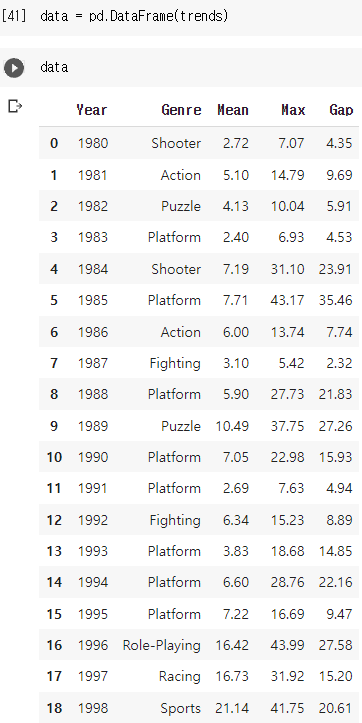 [41] data = pd.DataFrame(trends)
data
Year Genre Mean Max Gap
0 1980 Shooter 2.72 7.07 4.35
1 1981 Action 5.10 14.79 9.69
2 1982 Puzzle 4.13 10.04 5.91
3 1983 Platform 2.40 6.93 4.53
4 1984 Shooter 7.19 31.10 23.91
5 1985 Platform 7.71 43.17 35.46
6 1986 Action 6.00 13.74 7.74
7 1987 Fighting 3.10 5.42 2.32
8 1988 Platform 5.90 27.73 21.83
9 1989 Puzzle 10.49 37.75 27.26
10 1990 Platform 7.05 22.98 15.93
11 1991 Platform 2.69 7.63 4.94
12 1992 Fighting 6.34 15.23 8.89
13 1993 Platform 3.83 18.68 14.85
14 1994 Platform 6.60 28.76 22.16
15 1995 Platform 7.22 16.69 9.47
16 1996 Role-Playing 16.42 43.99 27.58
17 1997 Racing 16.73 31.92 15.20
18 1998 Sports 21.14 41.75 20.61